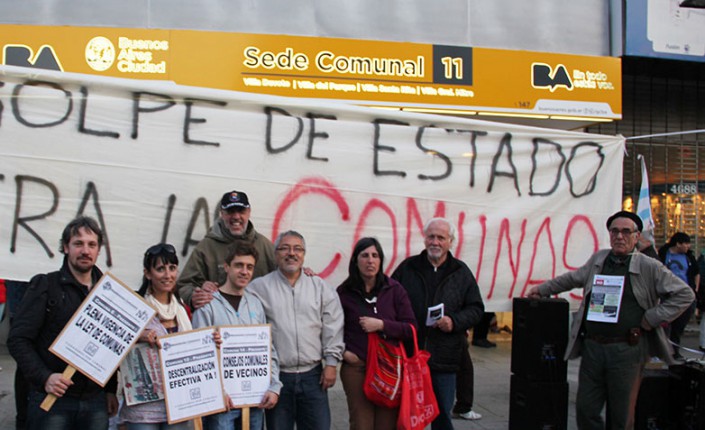 BA
Buenos
Aires
Ciudad
Sede Comunal 11
Villa Devoto | Villa del Parque | Villa Santa Rita | Villa Gral. Mitre
BA
En todo
estás vos.
GOLPE DE ESTADO
TRA LA COMUNAS
4688
PLENA
VIGENCIA DE
LA LEY DE
COMUNAS
DESCENTRALIZACIÓN
EFECTIVA YA !
CONSEJOS
COMUNALES
DE VECINOS